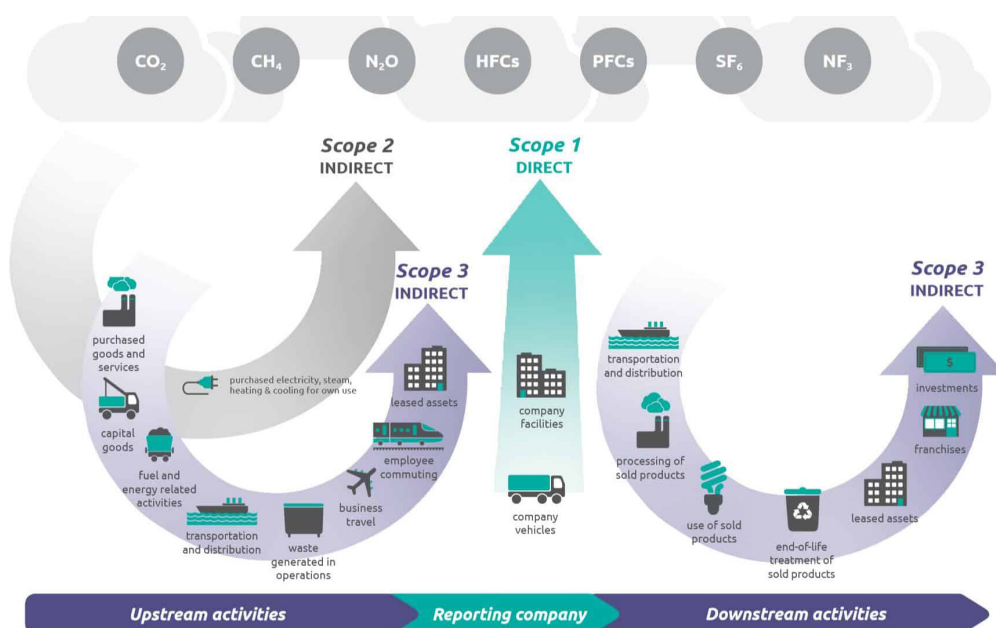 CO₂
CH₄
N₂O
HFCs
PFCs
SF₆
NF₃
Scope 2
INDIRECT
Scope 1
DIRECT
Scope 3
INDIRECT
Scope 3
INDIRECT
purchased
goods and
services
capital
goods
fuel and
energy related
activities
purchased electricity, steam,
heating & cooling for own use
transportation
and distribution
waste
generated in
operations
business
travel
employee
commuting
leased assets
company
facilities
company
vehicles
transportation
and distribution
processing of
sold products
use of sold
products
end-of-life
treatment of
sold products
leased assets
franchises
$
investments
Upstream activities
Reporting company
Downstream activities